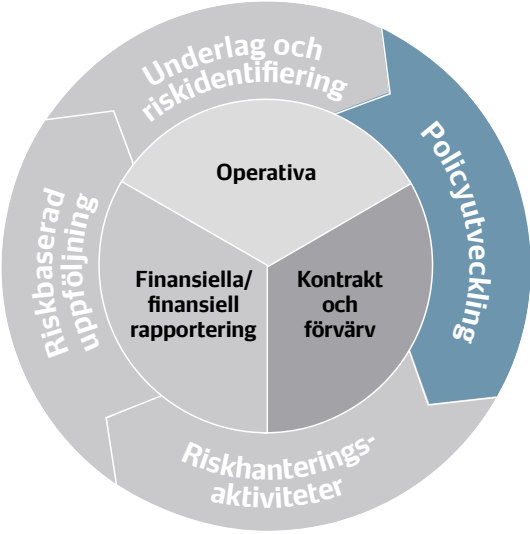 Underlag och
riskidentifiering
Policyutveckling
Riskhanterings-
aktiviteter
Riskbaserad
uppföljning
Operativa
Finansiella/
finansiell
rapportering
Kontrakt
och
förvärv